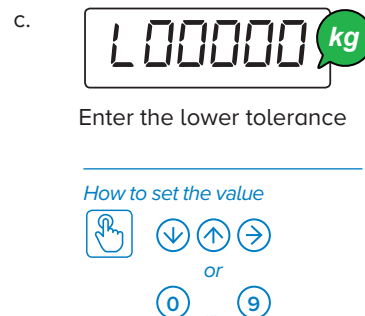 c.
L00000 kg
Enter the lower tolerance
How to set the value
or
0 9